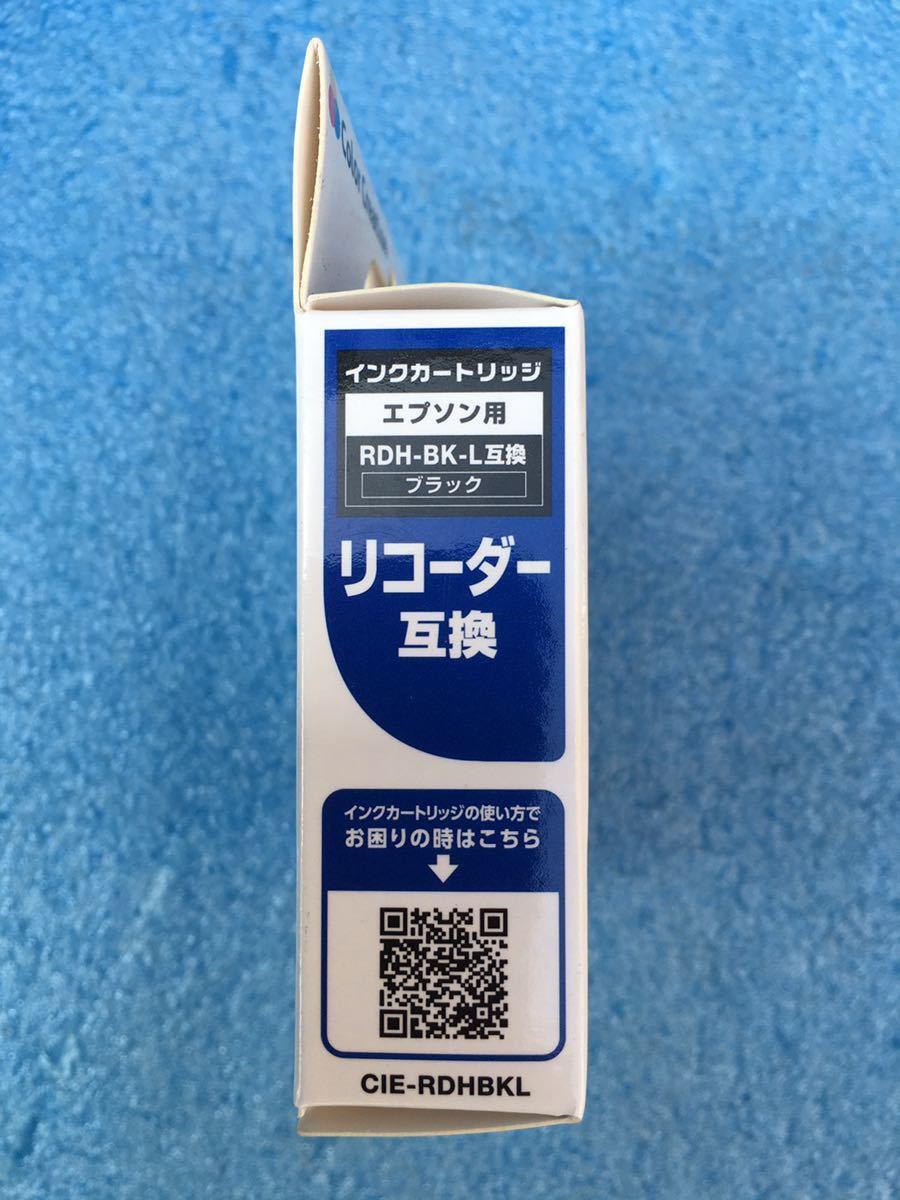 Color
インクカートリッジ
エプソン用
RDH-BK-L互換
ブラック
リコーダー
互換
インクカートリッジの使い方で
お困りの時はこちら
CIE-RDHBKL